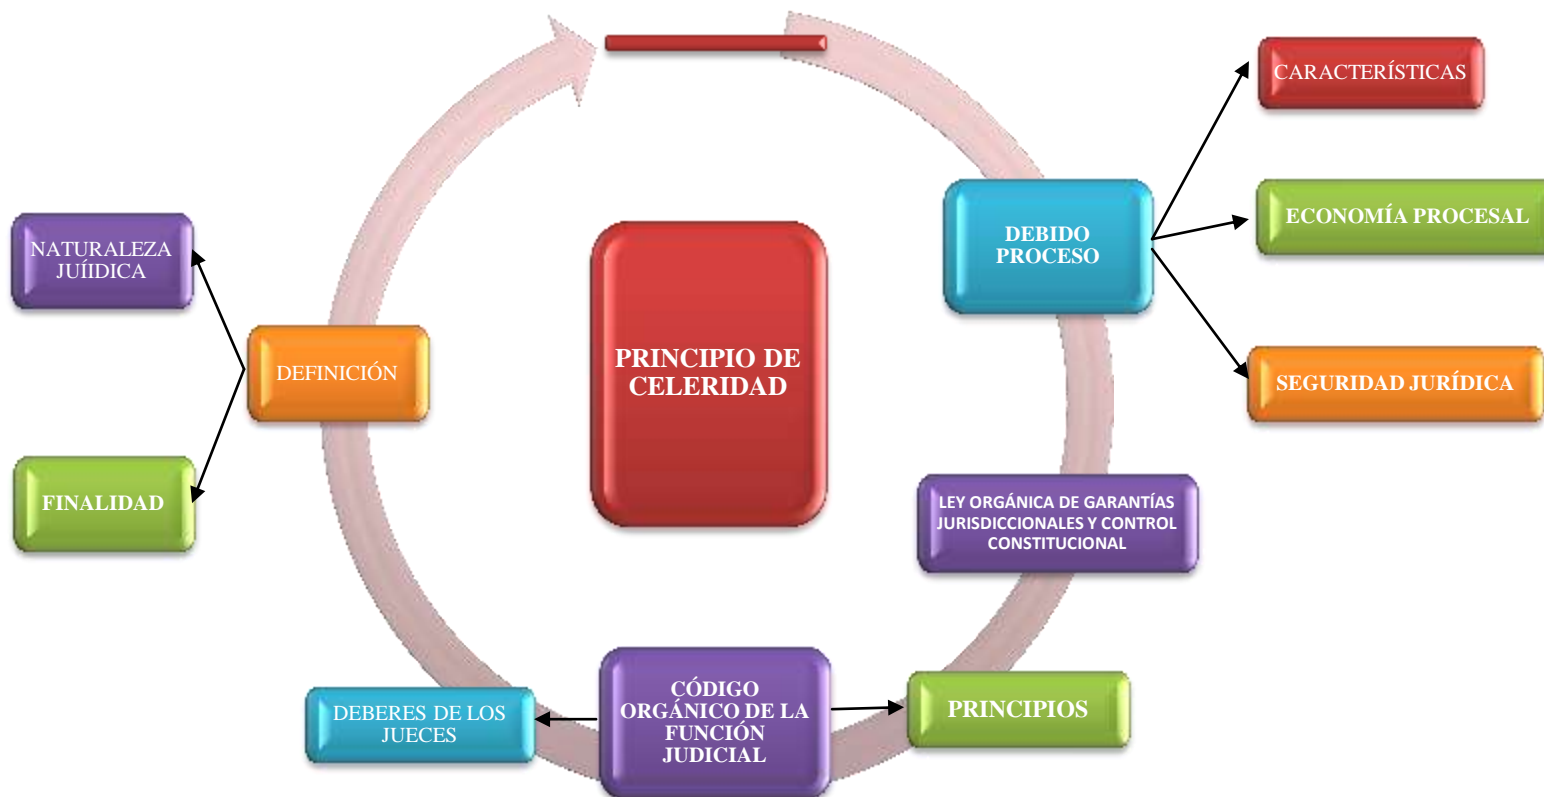 CARACTERÍSTICAS
DEBIDO
PROCESO
ECONOMÍA PROCESAL
SEGURIDAD JURÍDICA
NATURALEZA
JUÍIDICA
DEFINICIÓN
FINALIDAD
PRINCIPIO DE
CELERIDAD
LEY ORGÁNICA DE GARANTÍAS
JURISDICCIONALES Y CONTROL
CONSTITUCIONAL
DEBERES DE LOS
JUECES
CÓDIGO
ORGÁNICO DE LA
FUNCIÓN
JUDICIAL
PRINCIPIOS